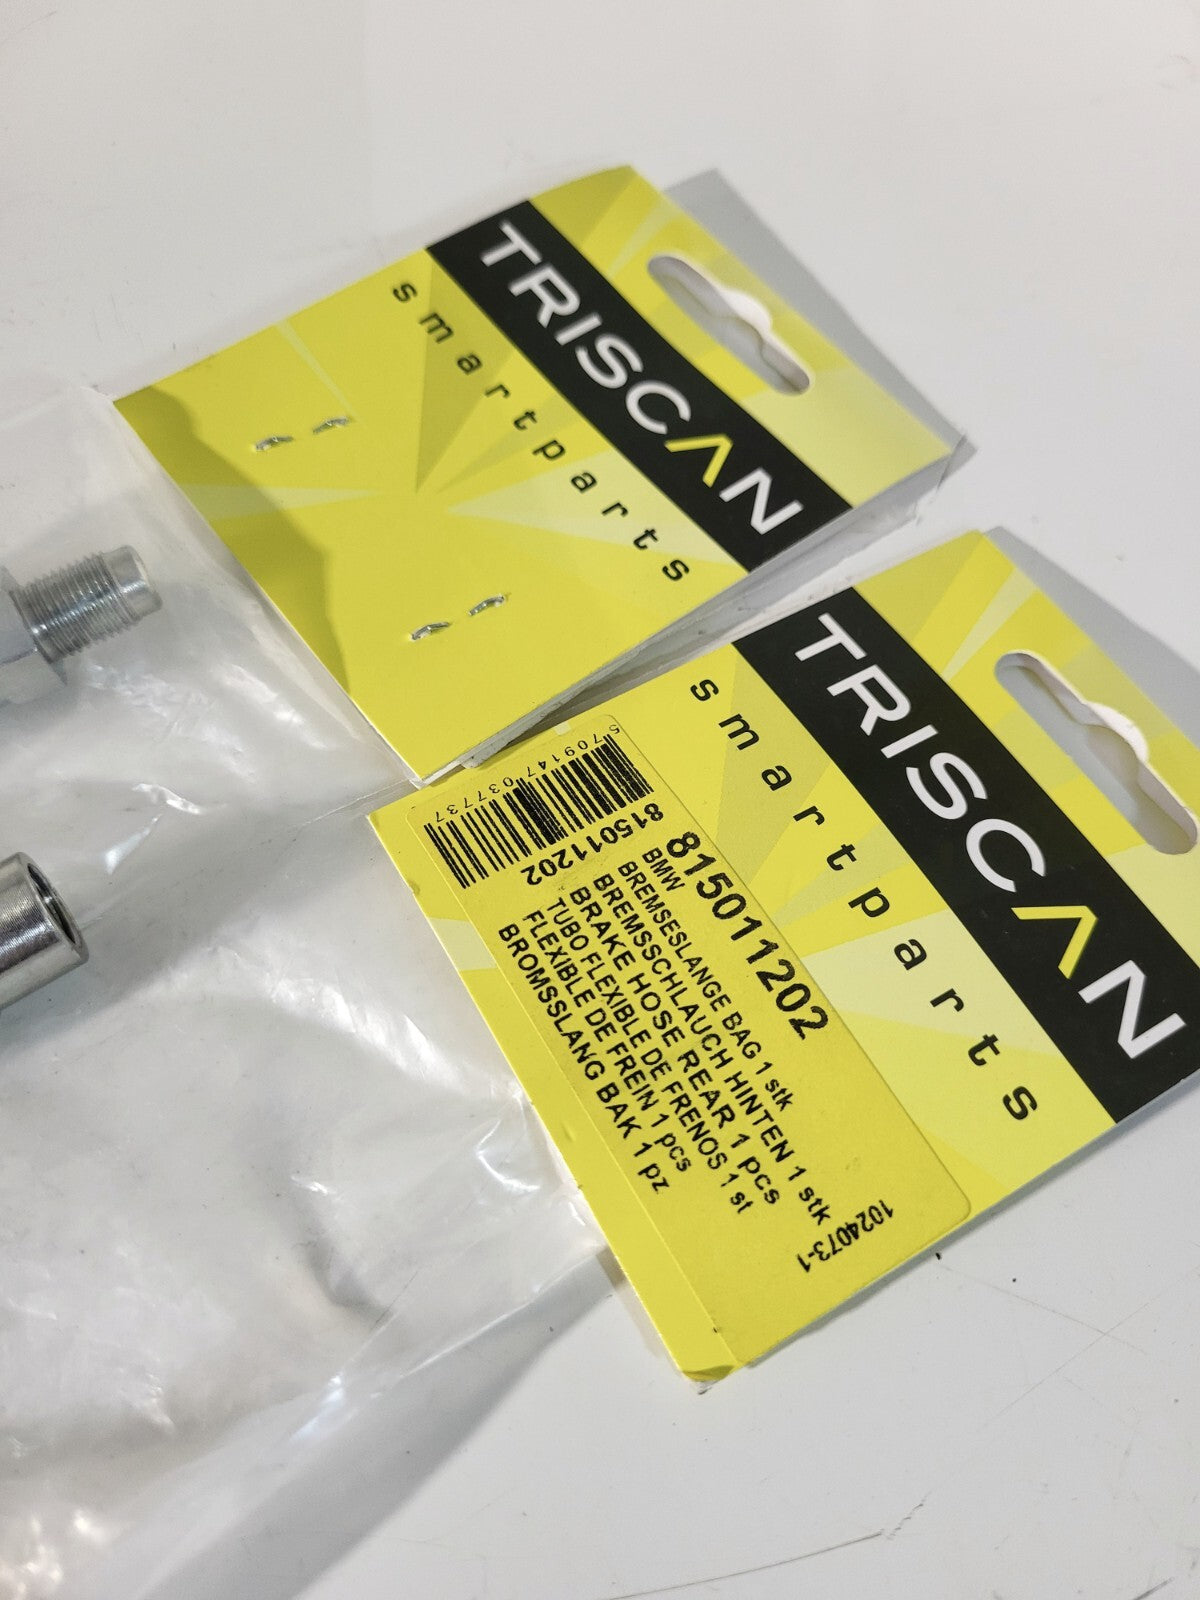 TRISCAN
smartparts
TRISCAN
smartparts
5709147037737
815011202
815011202
BMW
BREMSESLANGE BAG 1 stk
BREMSSCHLAUCH HINTEN 1 stk
BRAKE HOSE REAR 1 pcs
TUBO FLEXIBLE DE FRENOS 1 st
FLEXIBLE DE FREIN 1 pcs
BROMSSLANG BAK 1 pz
1024073-1